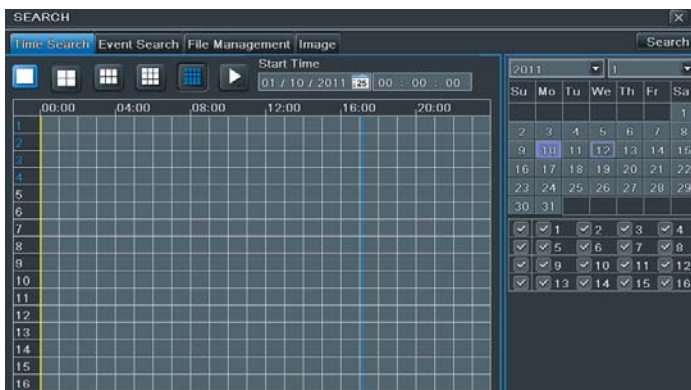 SEARCH
Time Search Event Search File Management Image Search
Start Time
01 / 10 / 2011 25 00 : 00 : 00
2011 1
Su Mo Tu We Th Fr Sa
1
2 3 4 5 6 7 8
9 10 11 12 13 14 15
16 17 18 19 20 21 22
23 24 25 26 27 28 29
30 31
00:00 04:00 08:00 12:00 16:00 20:00
1
2
3
4
5
6
7
8
9
10
11
12
13
14
15
16
1 2 3 4
5 6 7 8
9 10 11 12
13 14 15 16